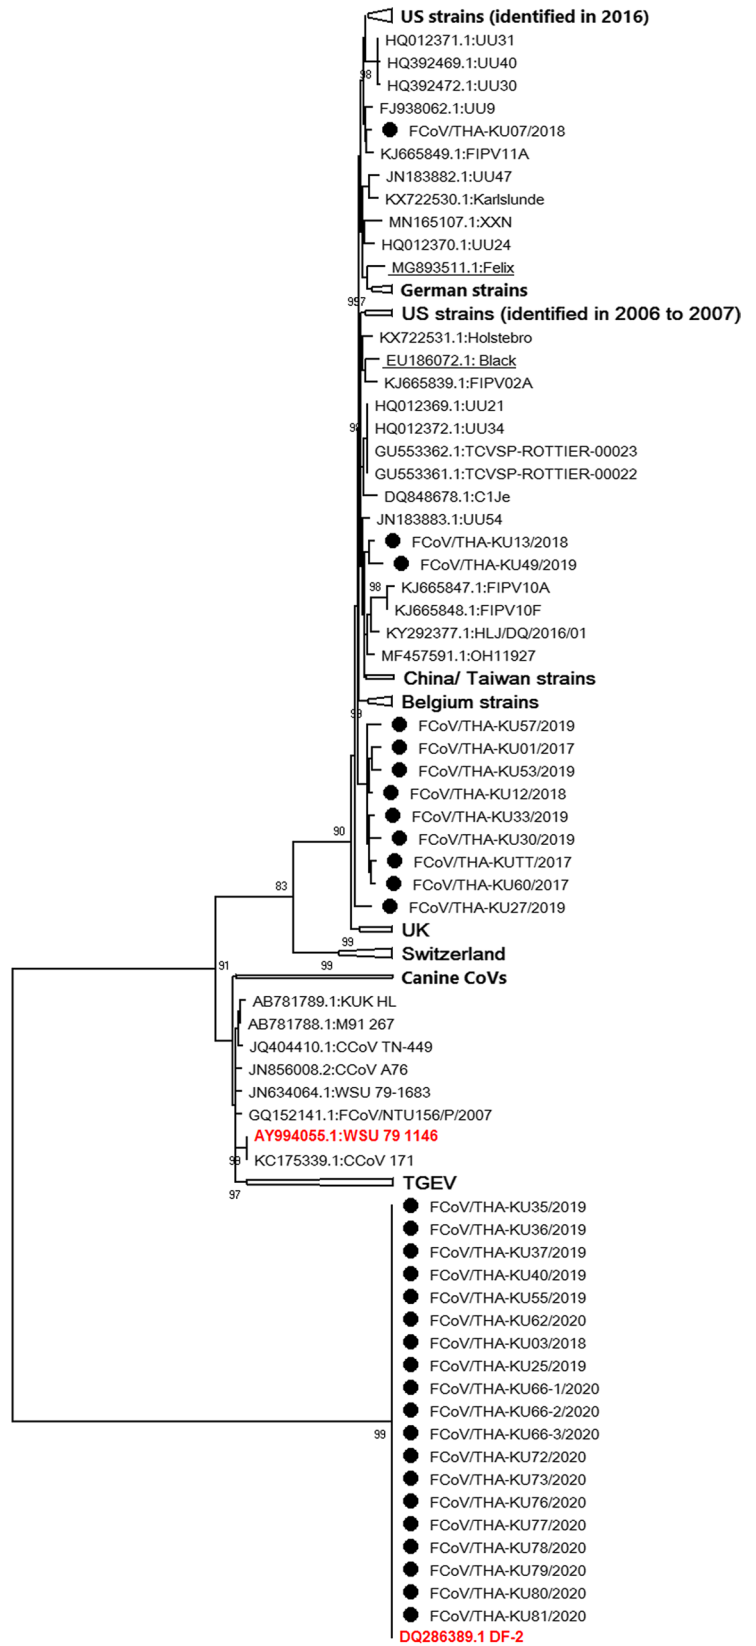 US strains (identified in 2016)
HQ012371.1:UU31
HQ392469.1:UU40
98
HQ392472.1:UU30
FJ938062.1:UU9
FCoV/THA-KU07/2018
KJ665849.1:FIPV11A
JN183882.1:UU47
KX722530.1:Karlslunde
MN165107.1:XXN
HQ012370.1:UU24
MG893511.1:Felix
German strains
US strains (identified in 2006 to 2007)
KX722531.1:Holstebro
EU186072.1: Black
KJ665839.1:FIPV02A
HQ012369.1:UU21
HQ012372.1:UU34
GU553362.1:TCVSP-ROTTIER-00023
GU553361.1:TCVSP-ROTTIER-00022
DQ848678.1:C1Je
JN183883.1:UU54
FCoV/THA-KU13/2018
FCoV/THA-KU49/2019
98
KJ665847.1:FIPV10A
KJ665848.1:FIPV10F
KY292377.1:HLJ/DQ/2016/01
MF457591.1:OH11927
China/ Taiwan strains
Belgium strains
FCoV/THA-KU57/2019
FCoV/THA-KU01/2017
FCoV/THA-KU53/2019
FCoV/THA-KU12/2018
FCoV/THA-KU33/2019
90
FCoV/THA-KU30/2019
FCoV/THA-KUTT/2017
83
FCoV/THA-KU60/2017
FCoV/THA-KU27/2019
UK
99
Switzerland
91
99
Canine CoVs
AB781789.1:KUK HL
AB781788.1:M91 267
JQ404410.1:CCoV TN-449
JN856008.2:CCoV A76
JN634064.1:WSU 79-1683
GQ152141.1:FCoV/NTU156/P/2007
AY994055.1:WSU 79 1146
KC175339.1:CCoV 171
TGEV
97
FCoV/THA-KU35/2019
FCoV/THA-KU36/2019
FCoV/THA-KU37/2019
FCoV/THA-KU40/2019
FCoV/THA-KU55/2019
FCoV/THA-KU62/2020
FCoV/THA-KU03/2018
FCoV/THA-KU25/2019
FCoV/THA-KU66-1/2020
FCoV/THA-KU66-2/2020
FCoV/THA-KU66-3/2020
99
FCoV/THA-KU72/2020
FCoV/THA-KU73/2020
FCoV/THA-KU76/2020
FCoV/THA-KU77/2020
FCoV/THA-KU78/2020
FCoV/THA-KU79/2020
FCoV/THA-KU80/2020
FCoV/THA-KU81/2020
DQ286389.1 DF-2